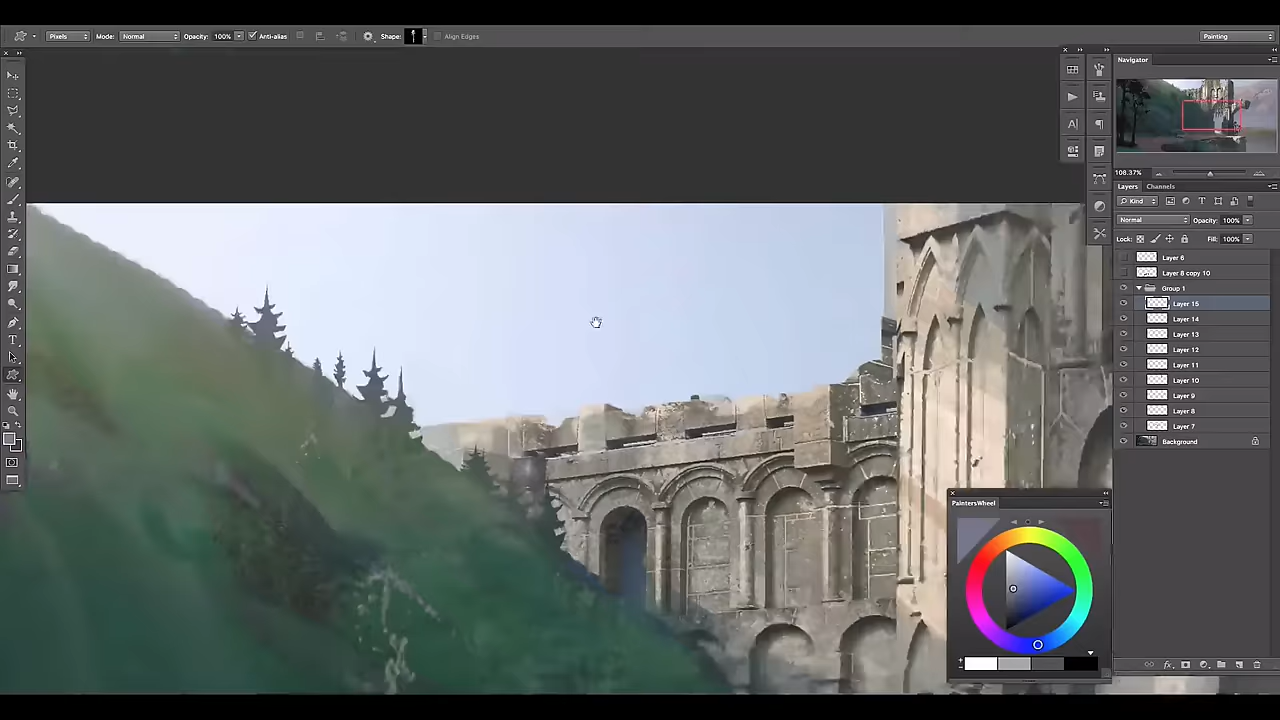 Pixels Mode: Normal Opacity: 100% Anti-alias Shape: Align Edges Painting
Navigator
108.37%
Layers Channels
Kind
Normal Opacity: 100%
Lock: Fill: 100%
Layer 6
Layer 8 copy 10
Group 1
Layer 15
Layer 14
Layer 13
Layer 12
Layer 11
Layer 10
Layer 9
Layer 8
Layer 7
Background
PaintersWheel